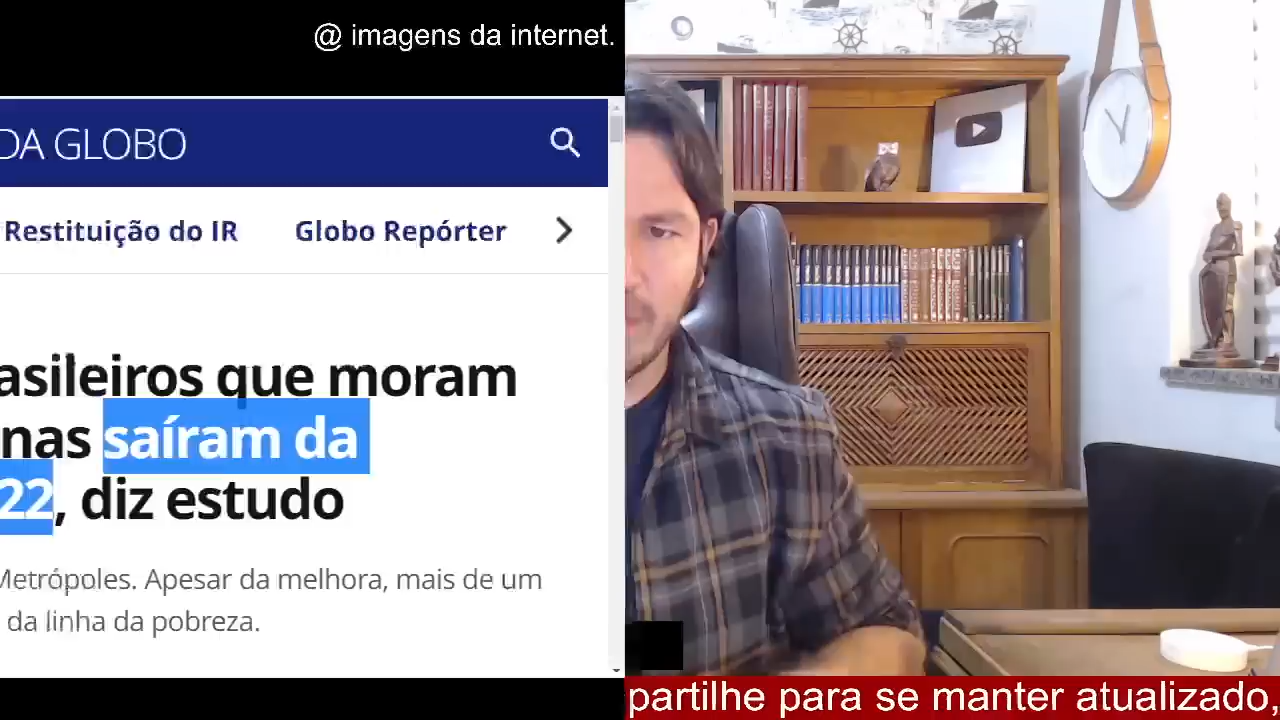 @ imagens da internet.
DA GLOBO
Restituição do IR Globo Repórter
asileiros que moram
nas saíram da
22, diz estudo
Metrópoles. Apesar da melhora, mais de um
da linha da pobreza.
partilhe para se manter atualizado,